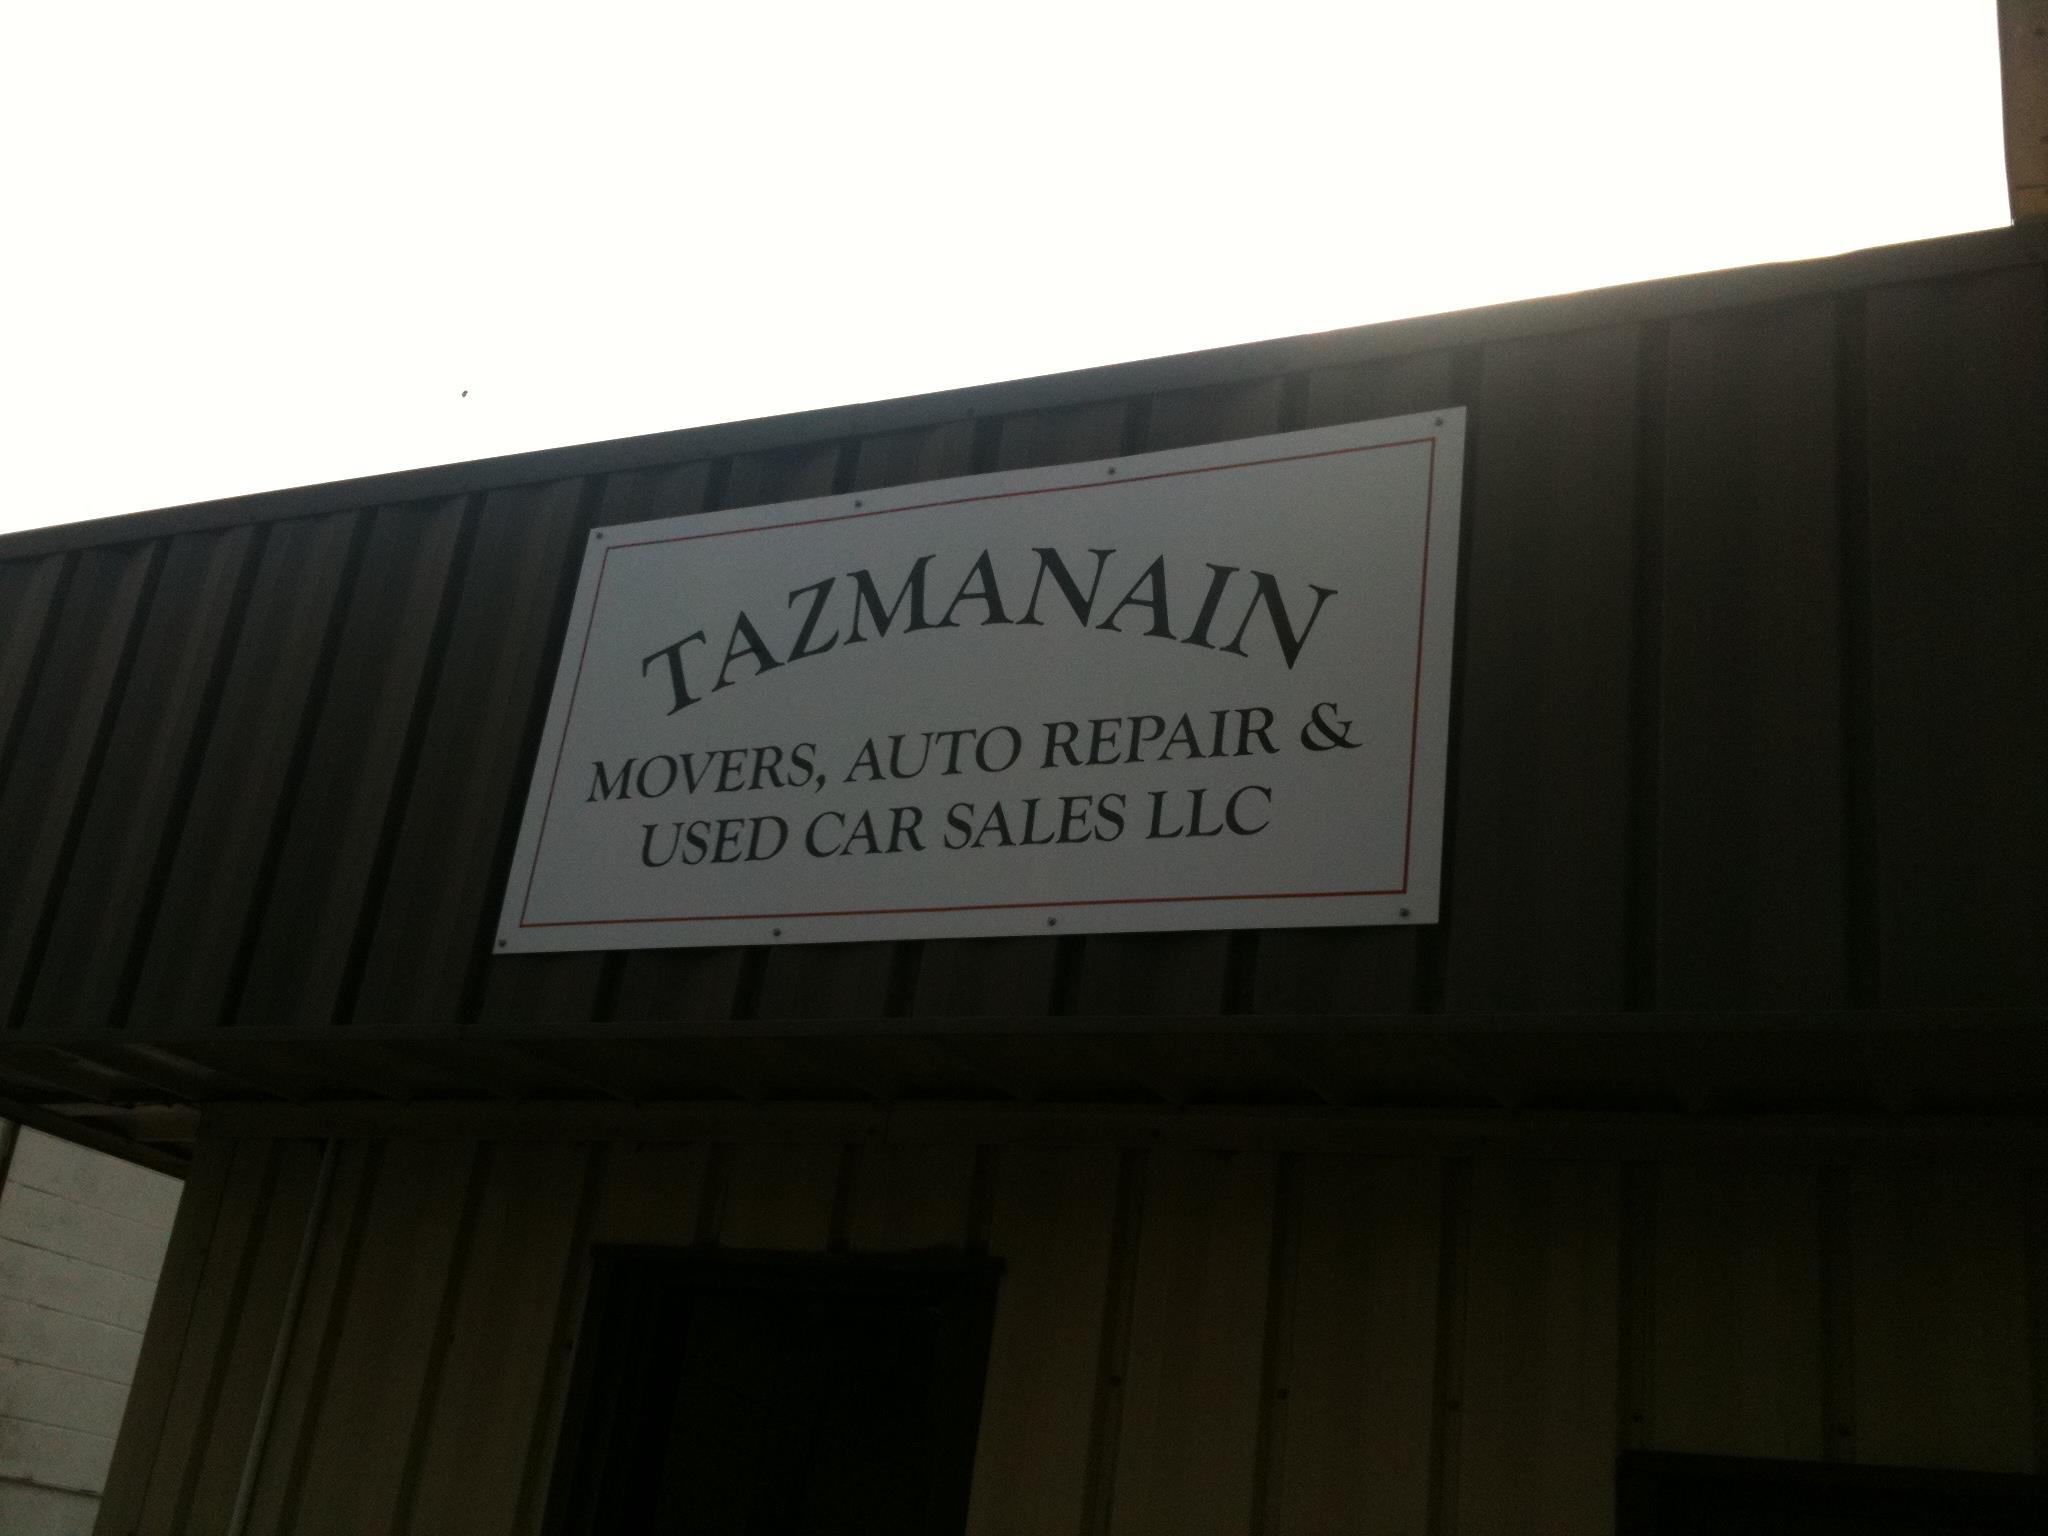 TAZMANAIN
MOVERS, AUTO REPAIR &
USED CAR SALES LLC